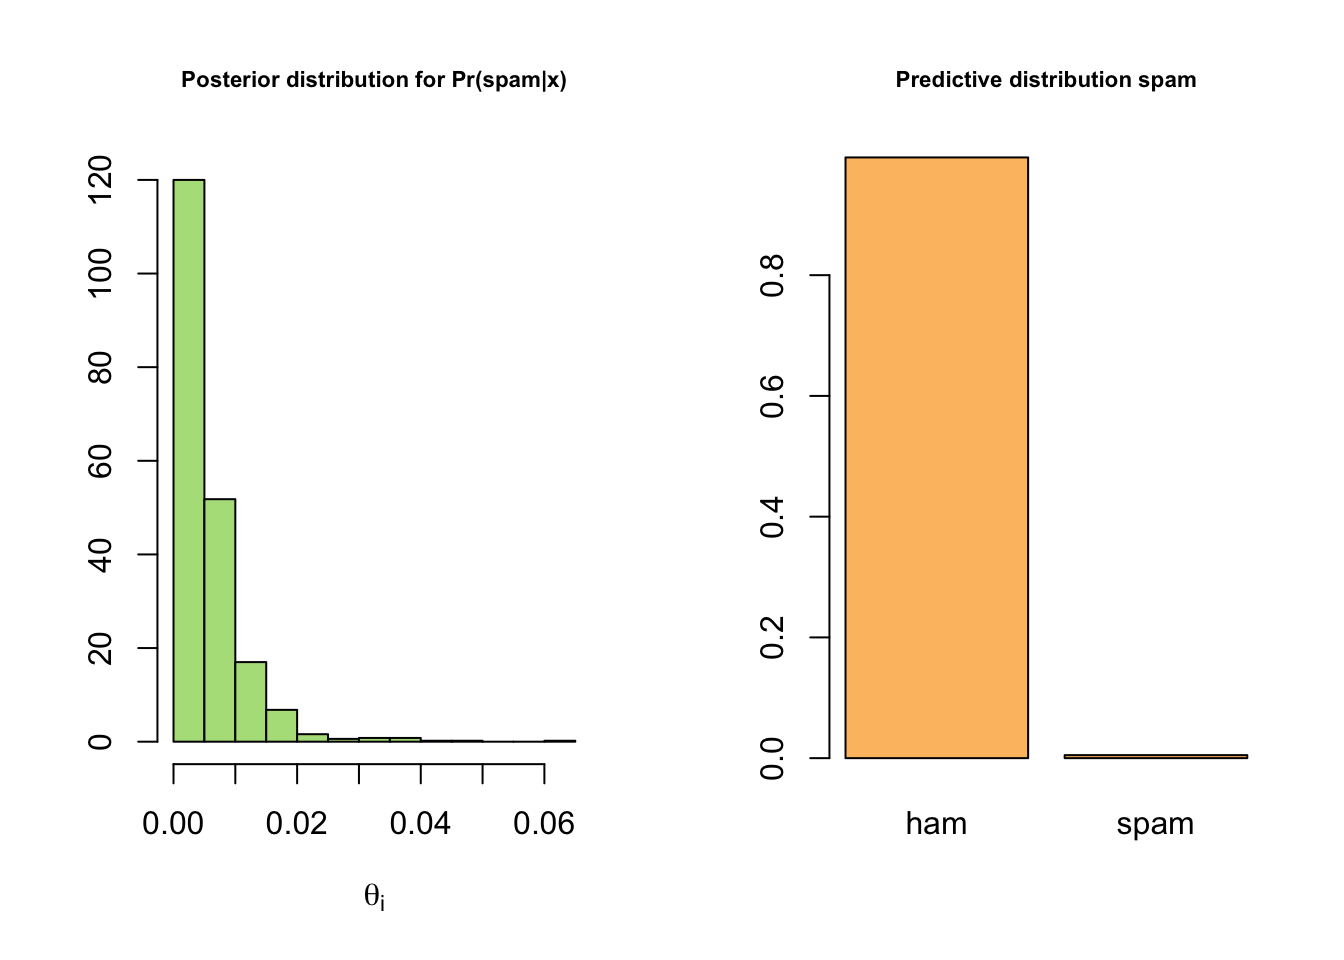 Posterior distribution for Pr(spam|x)
120
100
80
60
40
20
0
0.00 0.02 0.04 0.06
θi
Predictive distribution spam
0.8
0.6
0.4
0.2
0.0
ham spam